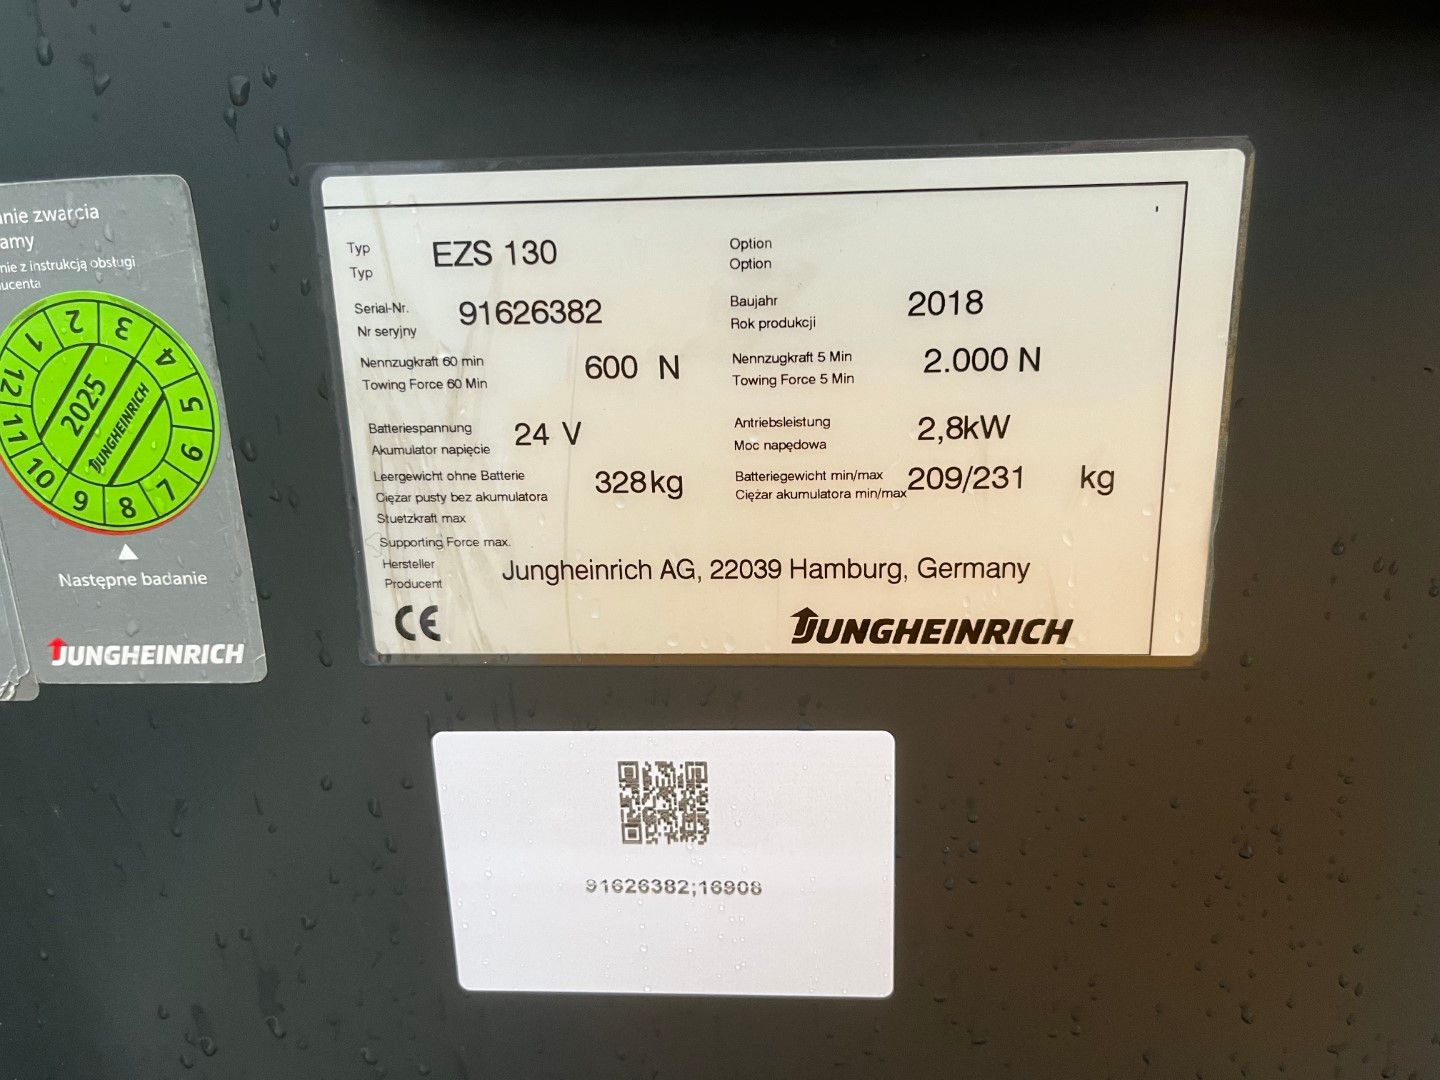 nie zwarcia
amy
nie z instrukcją obsługi
ucenta
1 2 3 4 5 6 7 8 9 10 11 12
2025
JUNGHEINRICH
Następne badanie
JUNGHEINRICH
Typ EZS 130 Option
Typ Option
Serial-Nr. 91626382 Baujahr 2018
Nr seryjny Rok produkcji
Nennzugkraft 60 min 600 N Nennzugkraft 5 Min 2.000 N
Towing Force 60 Min Towing Force 5 Min
Batteriespannung 24 V Antriebsleistung 2,8kW
Akumulator napięcie Moc napędowa
Leergewicht ohne Batterie 328kg Batteriegewicht min/max 209/231 kg
Ciężar pusty bez akumulatora Ciężar akumulatora min/max
Stuetzkraft max
Supporting Force max.
Hersteller Jungheinrich AG, 22039 Hamburg, Germany
Producent
CE JUNGHEINRICH
91626382;16908